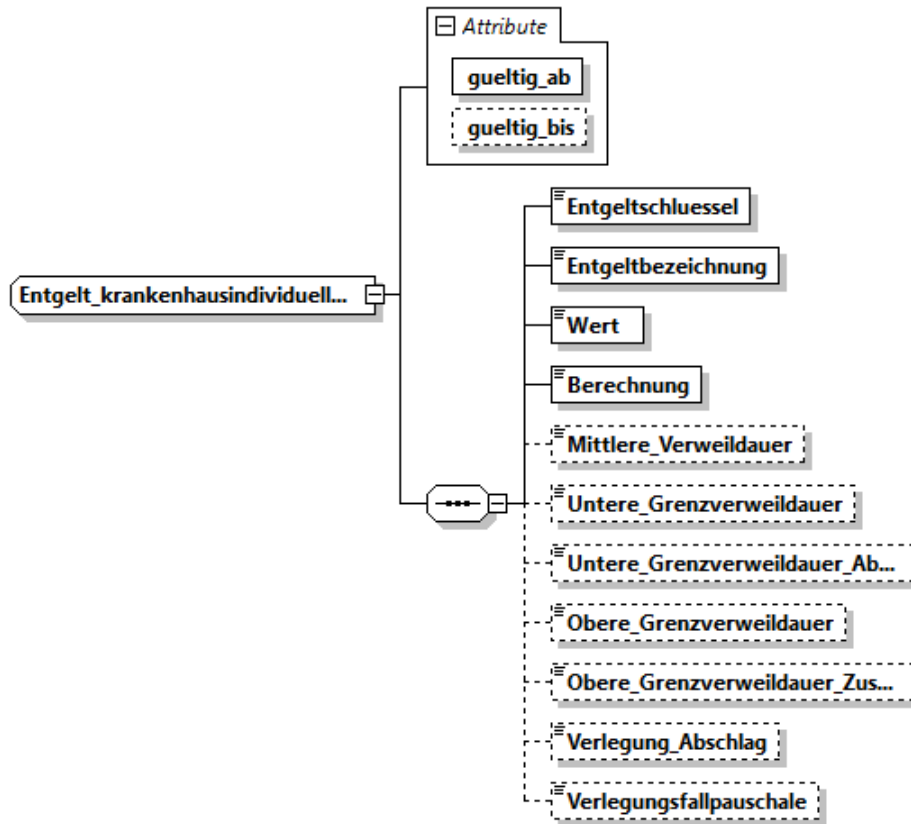 Attribute
gueltig_ab
gueltig_bis
Entgelt_krankenhausindividuell...
Entgeltschluessel
Entgeltbezeichnung
Wert
Berechnung
Mittlere_Verweildauer
Untere_Grenzverweildauer
Untere_Grenzverweildauer_Ab...
Obere_Grenzverweildauer
Obere_Grenzverweildauer_Zus...
Verlegung_Abschlag
Verlegungsfallpauschale